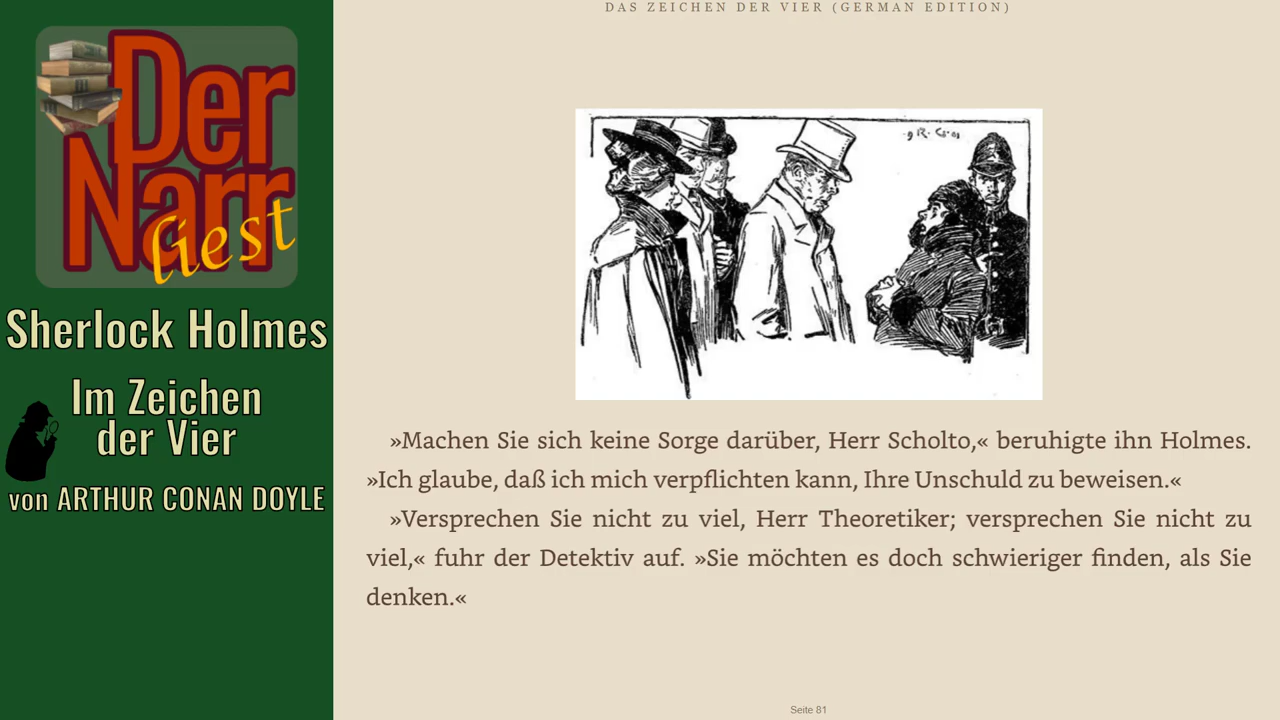 Der
Narr
liest
Sherlock Holmes
Im Zeichen
der Vier
von ARTHUR CONAN DOYLE
DAS ZEICHEN DER VIER (GERMAN EDITION)
»Machen Sie sich keine Sorge darüber, Herr Scholto,« beruhigte ihn Holmes.
»Ich glaube, daß ich mich verpflichten kann, Ihre Unschuld zu beweisen.«
»Versprechen Sie nicht zu viel, Herr Theoretiker; versprechen Sie nicht zu
viel,« fuhr der Detektiv auf. »Sie möchten es doch schwieriger finden, als Sie
denken.«
Seite 81